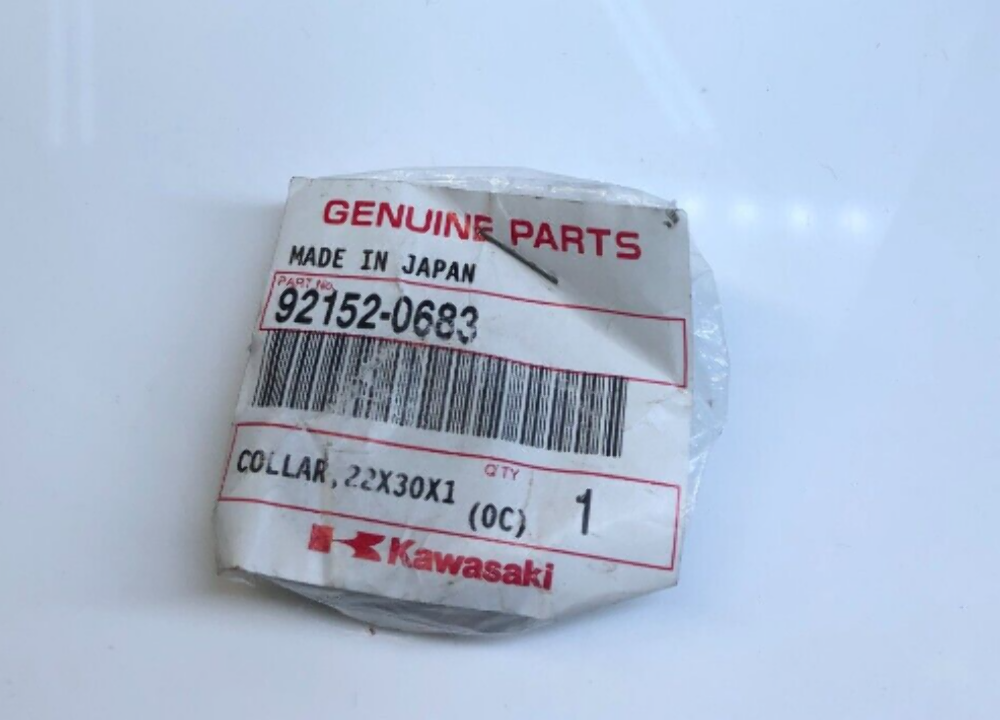 GENUINE PARTS
MADE IN JAPAN
PART No.
92152-0683
COLLAR,22X30X1
Q'TY
(OC)
1
Kawasaki